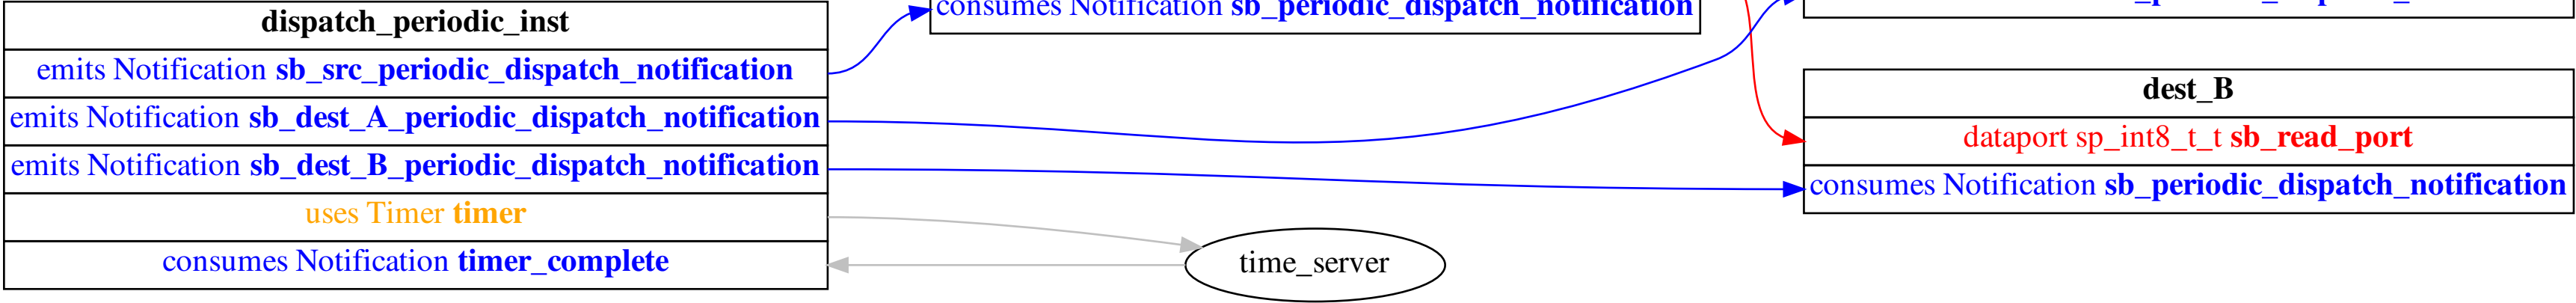 dispatch_periodic_inst
emits Notification sb_src_periodic_dispatch_notification
emits Notification sb_dest_A_periodic_dispatch_notification
emits Notification sb_dest_B_periodic_dispatch_notification
uses Timer timer
consumes Notification timer_complete
consumes Notification sb_periodic_dispatch_notification
time_server
dest_B
dataport sp_int8_t_t sb_read_port
consumes Notification sb_periodic_dispatch_notification